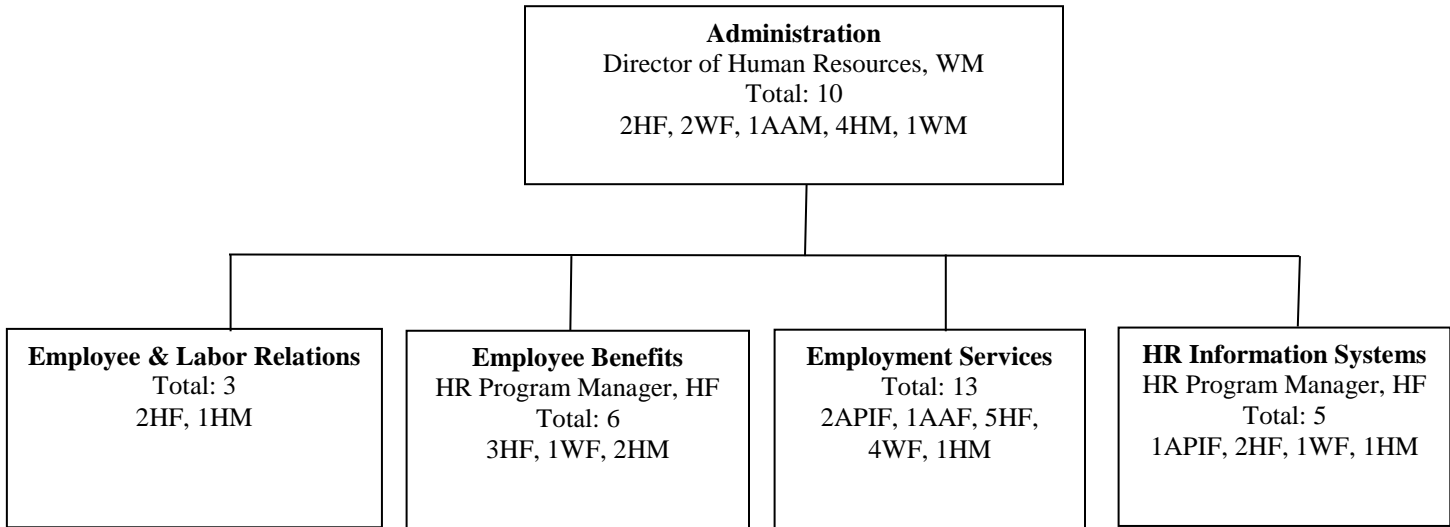 Administration
Director of Human Resources, WM
Total: 10
2HF, 2WF, 1AAM, 4HM, 1WM
Employee & Labor Relations
Total: 3
2HF, 1HM
Employee Benefits
HR Program Manager, HF
Total: 6
3HF, 1WF, 2HM
Employment Services
Total: 13
2APIF, 1AAF, 5HF,
4WF, 1HM
HR Information Systems
HR Program Manager, HF
Total: 5
1APIF, 2HF, 1WF, 1HM